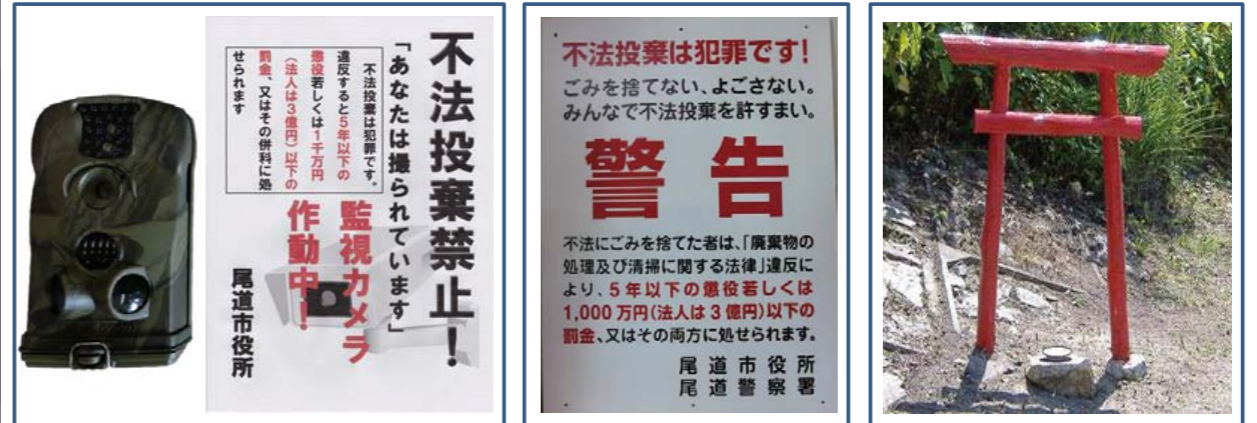 不法投棄禁止！
「あなたは撮られています」
不法投棄は犯罪です。
違反すると5年以下の
懲役若しくは1千万円
（法人は3億円）以下の
罰金、又はその併科に処
せられます
監視カメラ
作動中！
尾道市役所
不法投棄は犯罪です!
ごみを捨てない、よごさない。
みんなで不法投棄を許すまい。
警告
不法にごみを捨てた者は、「廃棄物の
処理及び清掃に関する法律」違反に
より、5年以下の懲役若しくは
1,000万円(法人は3億円)以下の
罰金、又はその両方に処せられます。
尾道市役所
尾道警察署